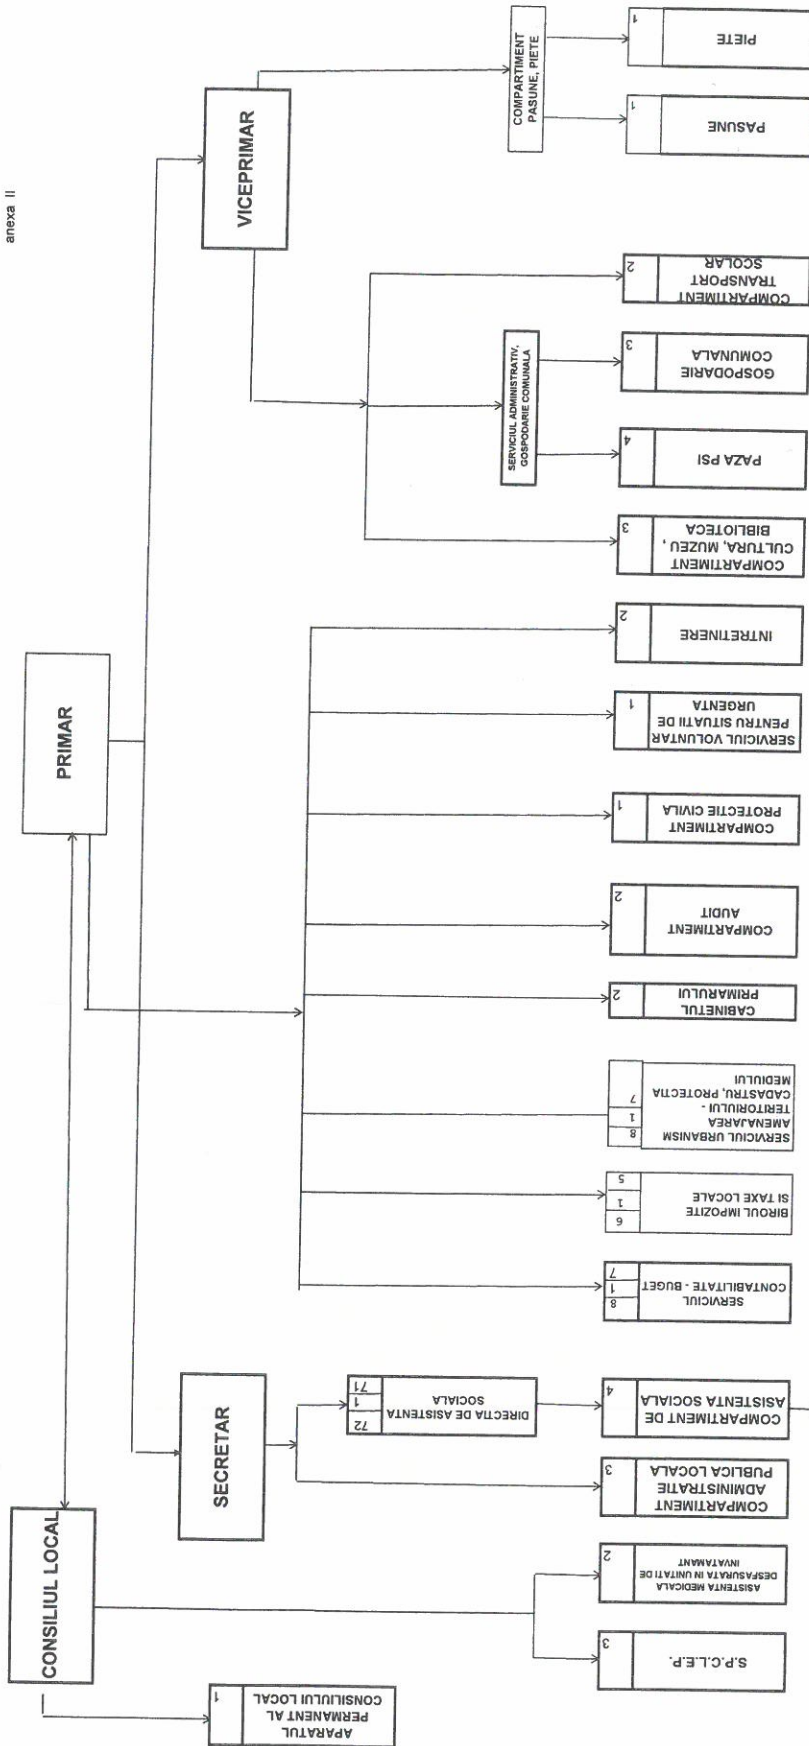 anexa II
CONSILIUL LOCAL
PRIMAR
VICEPRIMAR
SECRETAR
APARATUL
PERMANENT AL
CONSILIULUI LOCAL
1
S.P.C.L.E.P.
3
ASISTENTA MEDICALA
DESFASURATA IN UNITATI DE
INVATAMANT
2
COMPARTIMENT
ADMINISTRATIE
PUBLICA LOCALA
3
DIRECTIA DE ASISTENTA
SOCIALA
72
1
71
COMPARTIMENT DE
ASISTENTA SOCIALA
4
SERVICIUL
CONTABILITATE - BUGET
8
1
7
BIROUL IMPOZITE
SI TAXE LOCALE
6
1
5
SERVICIUL URBANISM
AMENAJAREA
TERITORIULUI -
CADASTRU, PROTECTIA
MEDIULUI
8
1
7
CABINETUL
PRIMARULUI
2
COMPARTIMENT
AUDIT
2
COMPARTIMENT
PROTECTIE CIVILA
1
SERVICIUL VOLUNTAR
PENTRU SITUATII DE
URGENTA
1
INTRETINERE
2
COMPARTIMENT
CULTURA, MUZEU ,
BIBLIOTECA
3
SERVICIUL ADMINISTRATIV,
GOSPODARIE COMUNALA
PAZA PSI
4
GOSPODARIE
COMUNALA
3
COMPARTIMENT
TRANSPORT
SCOLAR
2
COMPARTIMENT
PASUNE, PIETE
PASUNE
1
PIETE
1